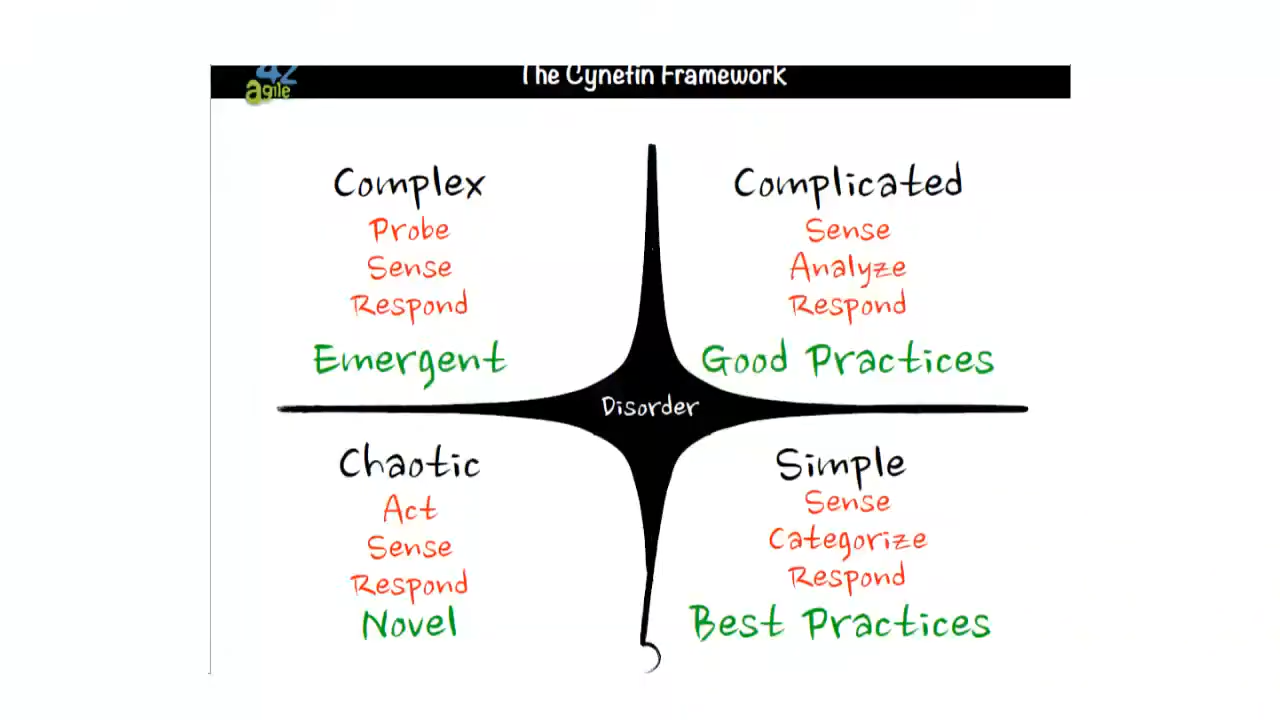 42
agile
The Cynefin Framework
Complex
Probe
Sense
Respond
Emergent
Complicated
Sense
Analyze
Respond
Good Practices
Disorder
Chaotic
Act
Sense
Respond
Novel
Simple
Sense
Categorize
Respond
Best Practices